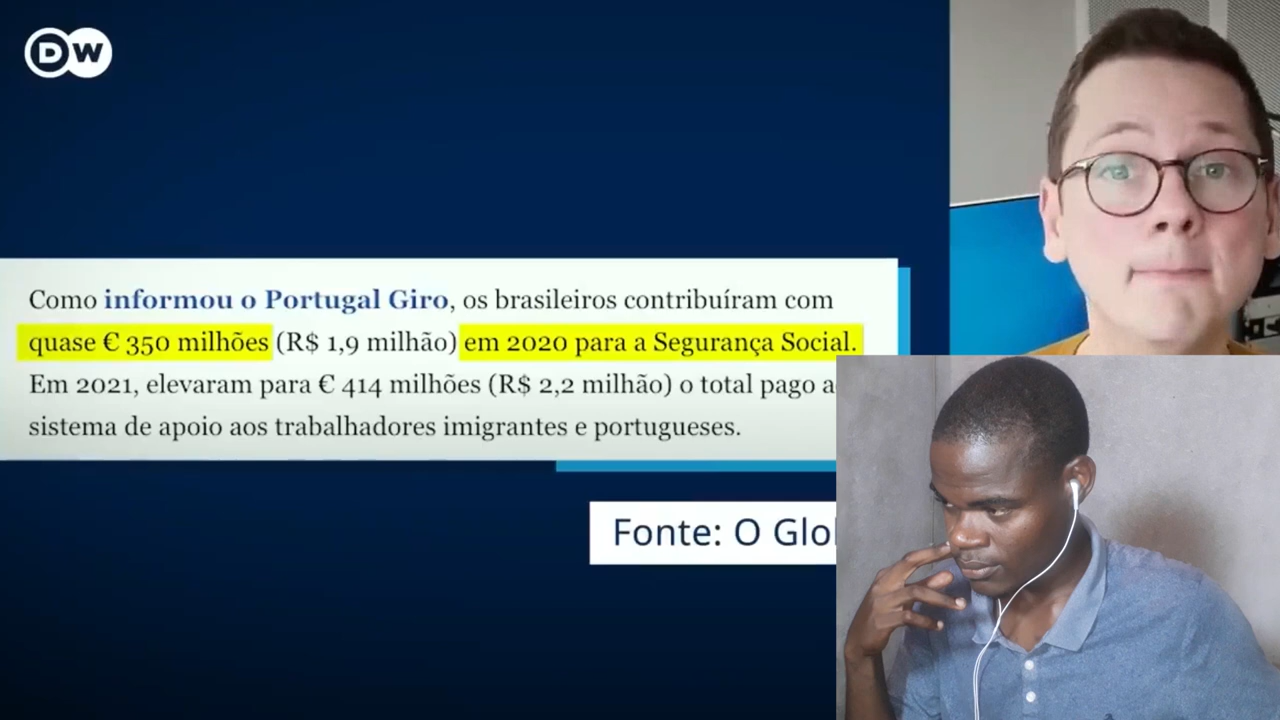 DW
Como informou o Portugal Giro, os brasileiros contribuíram com
quase € 350 milhões (R$ 1,9 milhão) em 2020 para a Segurança Social.
Em 2021, elevaram para € 414 milhões (R$ 2,2 milhão) o total pago a
sistema de apoio aos trabalhadores imigrantes e portugueses.
Fonte: O Glo